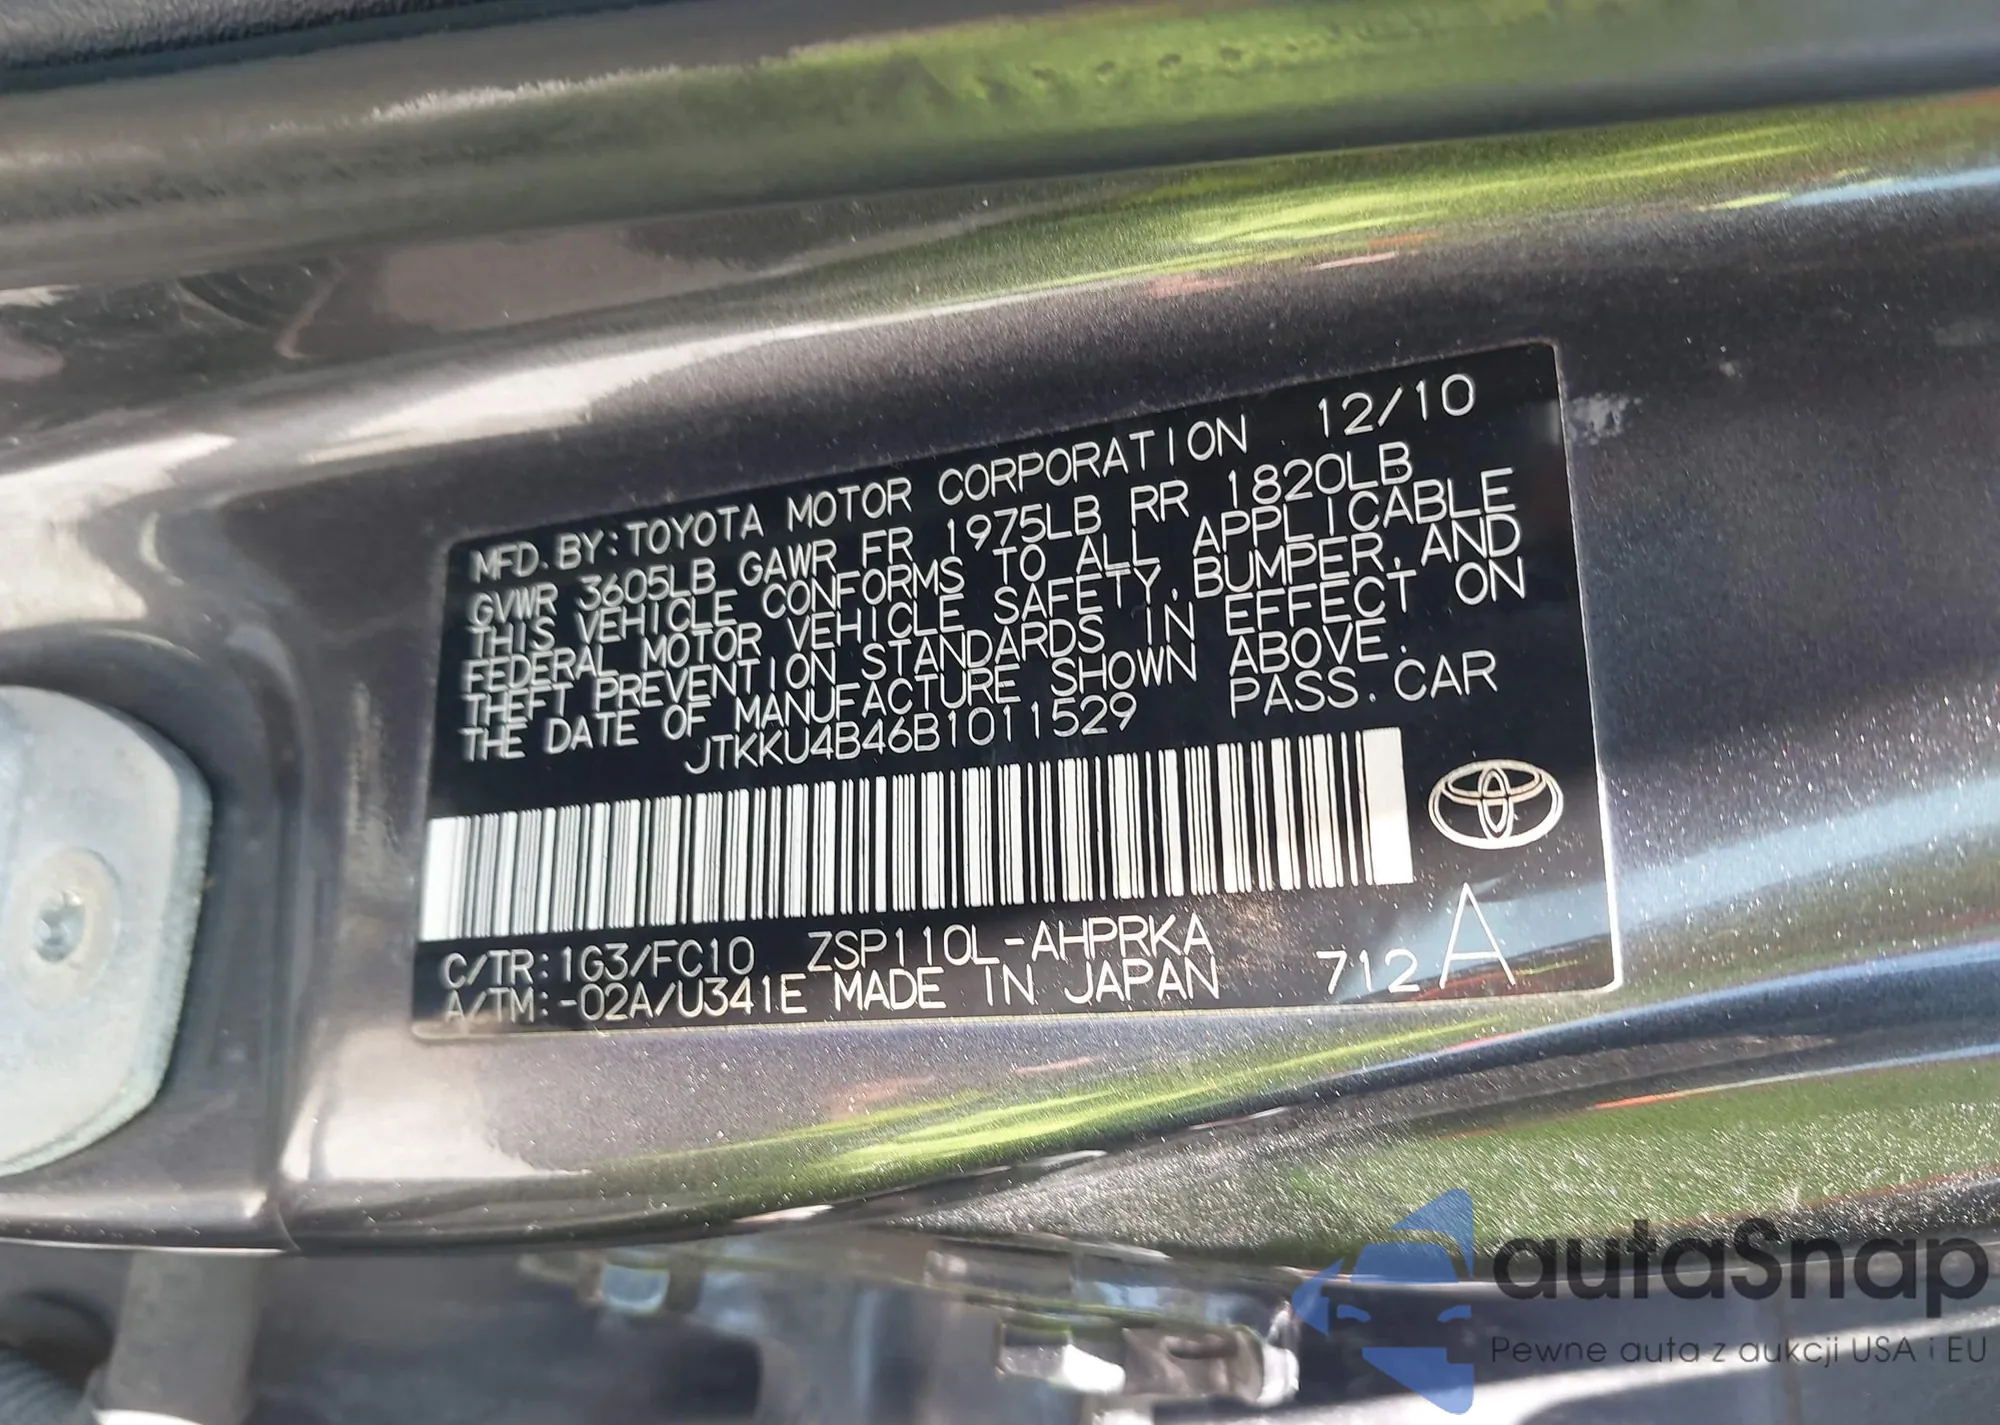 MFD. BY: TOYOTA MOTOR CORPORATION 12/10
GVWR 3605LB GAWR FR 1975LB RR 1820LB
THIS VEHICLE CONFORMS TO ALL APPLICABLE
FEDERAL MOTOR VEHICLE SAFETY, BUMPER, AND
THEFT PREVENTION STANDARDS IN EFFECT ON
THE DATE OF MANUFACTURE SHOWN ABOVE.
JTKKU4B46B1011529 PASS. CAR
C/TR: 1G3/FC10 ZSP110L-AHPRKA
A/TM: -02A/U341E MADE IN JAPAN 712 A
autaSnap
Pewne auta z aukcji USA i EU